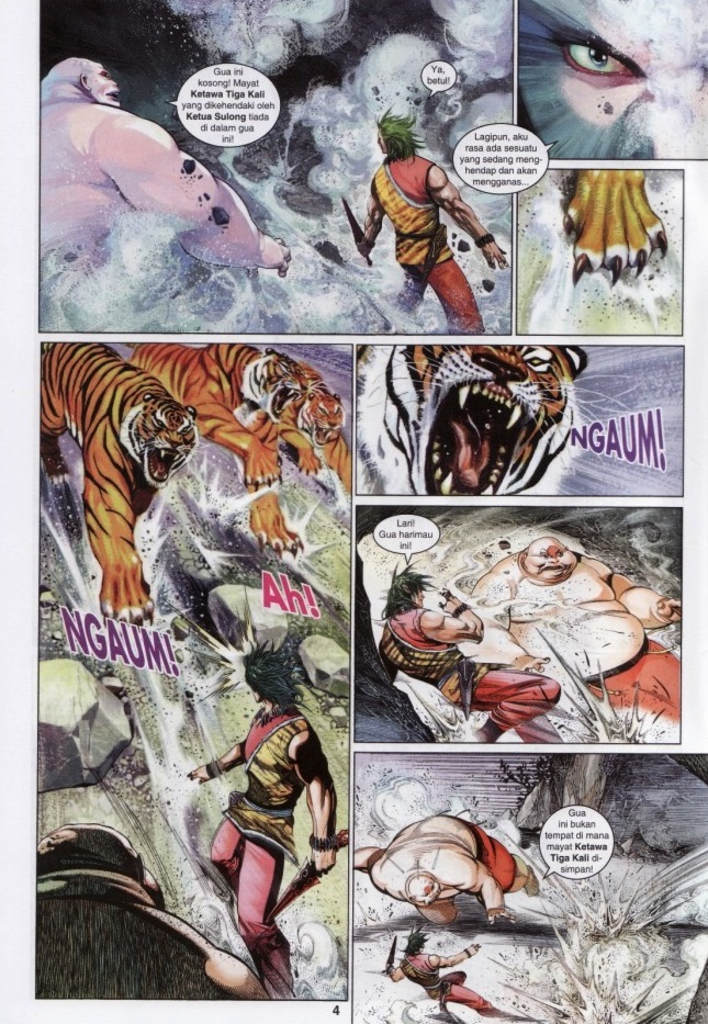 Gua ini
kosong! Mayat
Ketawa Tiga Kali
yang dikehendaki oleh
Ketua Sulong tiada
di dalam gua
ini!
Ya,
betul!
Lagipun, aku
rasa ada sesuatu
yang sedang mengh-
hendap dan akan
mengganas...
NGAUM!
Ah!
NGAUM!
Lari!
Gua harimau
ini!
Gua
ini bukan
tempat di mana
mayat Ketawa
Tiga Kali di-
simpan!
4